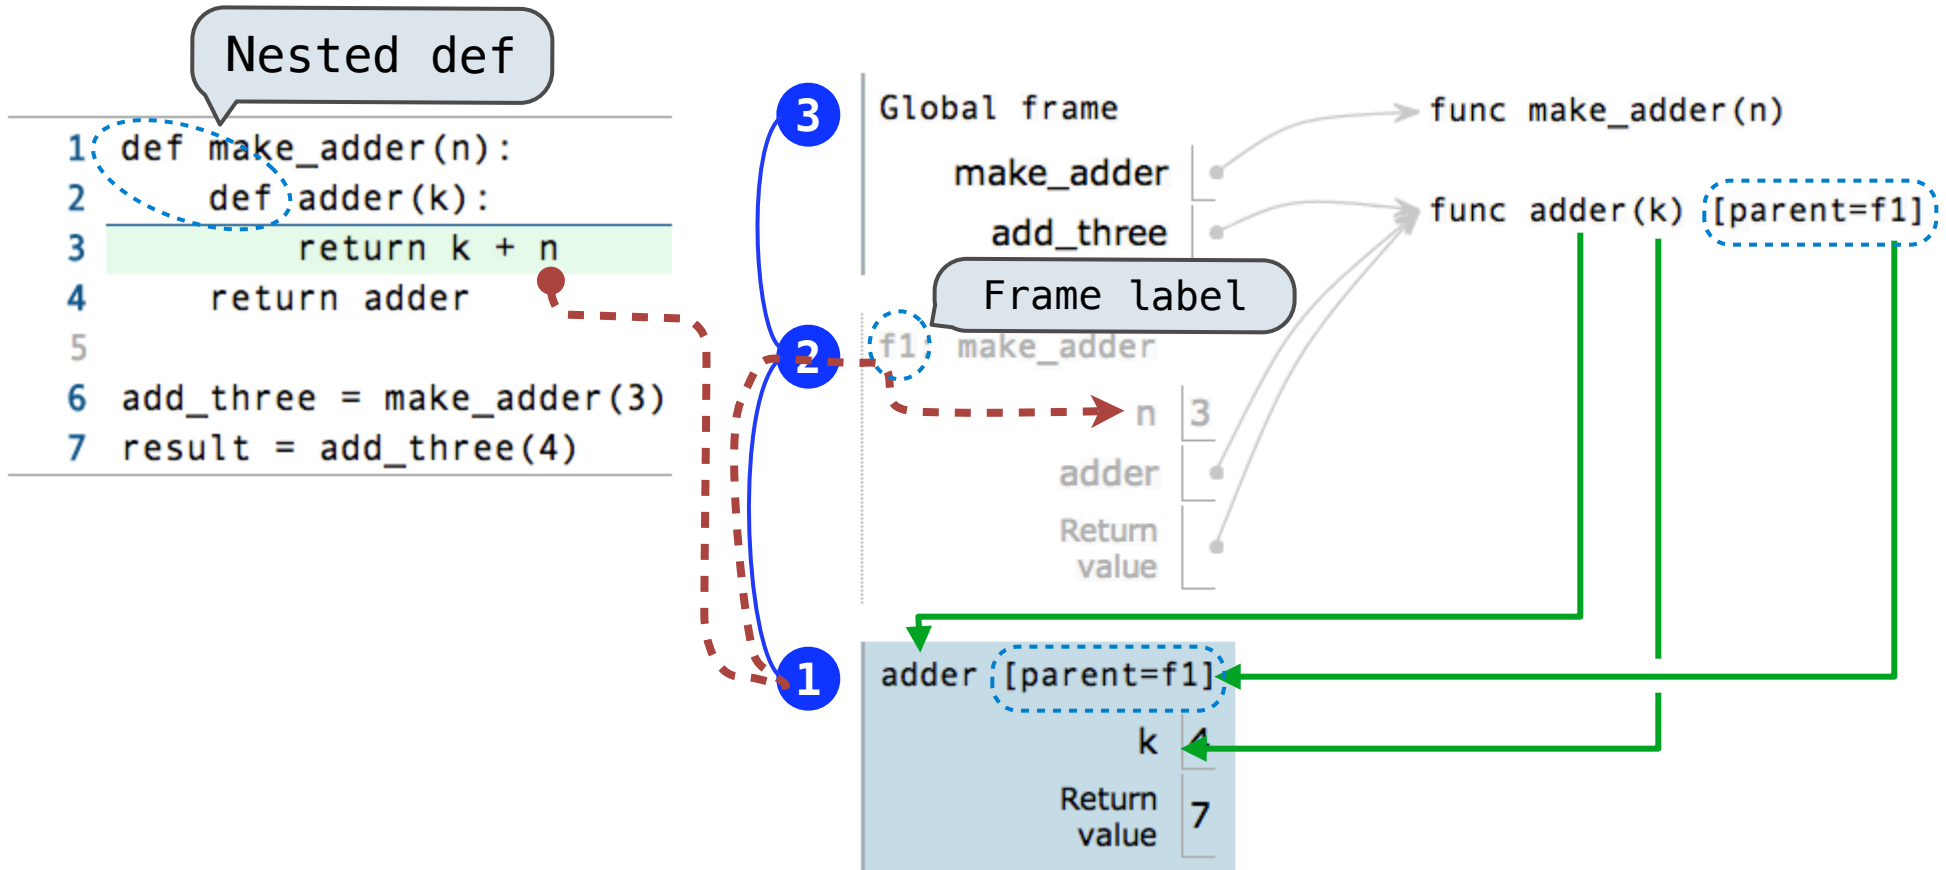 Nested def
1 def make_adder(n):
2 def adder(k):
3 return k + n
4 return adder
5
6 add_three = make_adder(3)
7 result = add_three(4)
3
Global frame
make_adder
add_three
func make_adder(n)
func adder(k) [parent=f1]
Frame label
2
f1: make_adder
n 3
adder
Return
value
1
adder [parent=f1]
k 4
Return
value 7